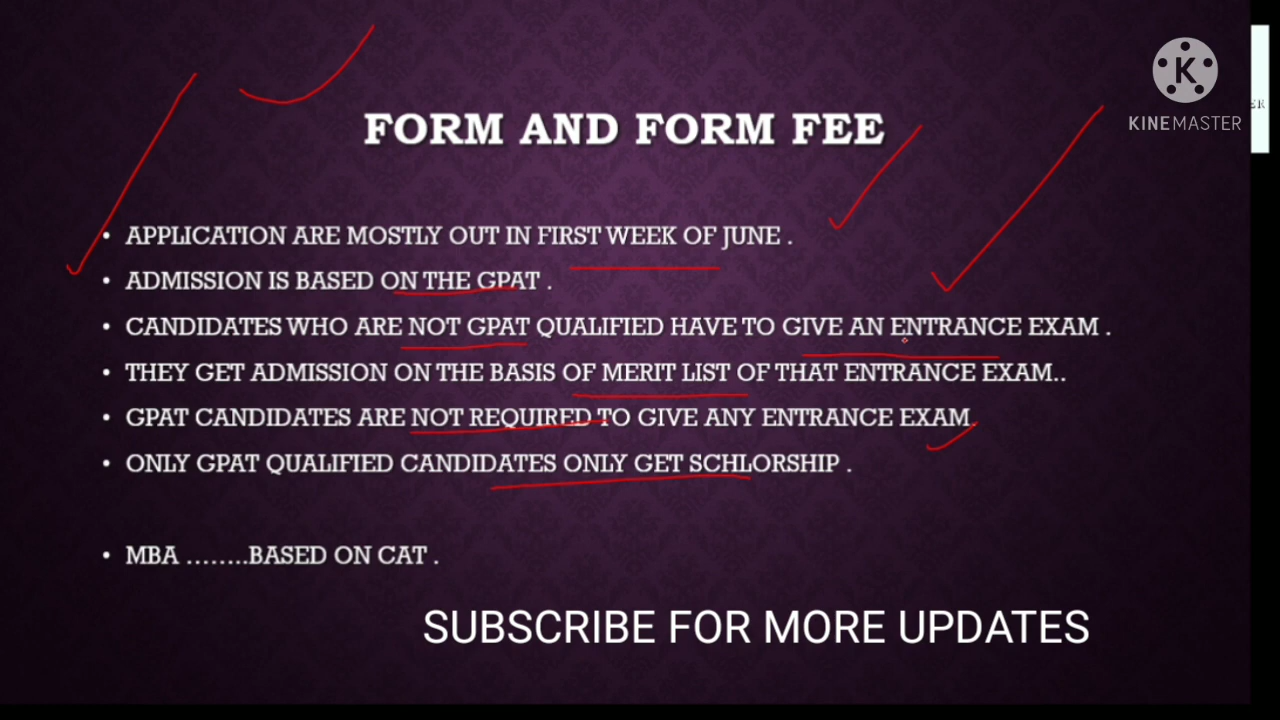 KINEMASTER
FORM AND FORM FEE
• APPLICATION ARE MOSTLY OUT IN FIRST WEEK OF JUNE .
• ADMISSION IS BASED ON THE GPAT .
• CANDIDATES WHO ARE NOT GPAT QUALIFIED HAVE TO GIVE AN ENTRANCE EXAM .
• THEY GET ADMISSION ON THE BASIS OF MERIT LIST OF THAT ENTRANCE EXAM..
• GPAT CANDIDATES ARE NOT REQUIRED TO GIVE ANY ENTRANCE EXAM.
• ONLY GPAT QUALIFIED CANDIDATES ONLY GET SCHLORSHIP .
• MBA ........BASED ON CAT .
SUBSCRIBE FOR MORE UPDATES